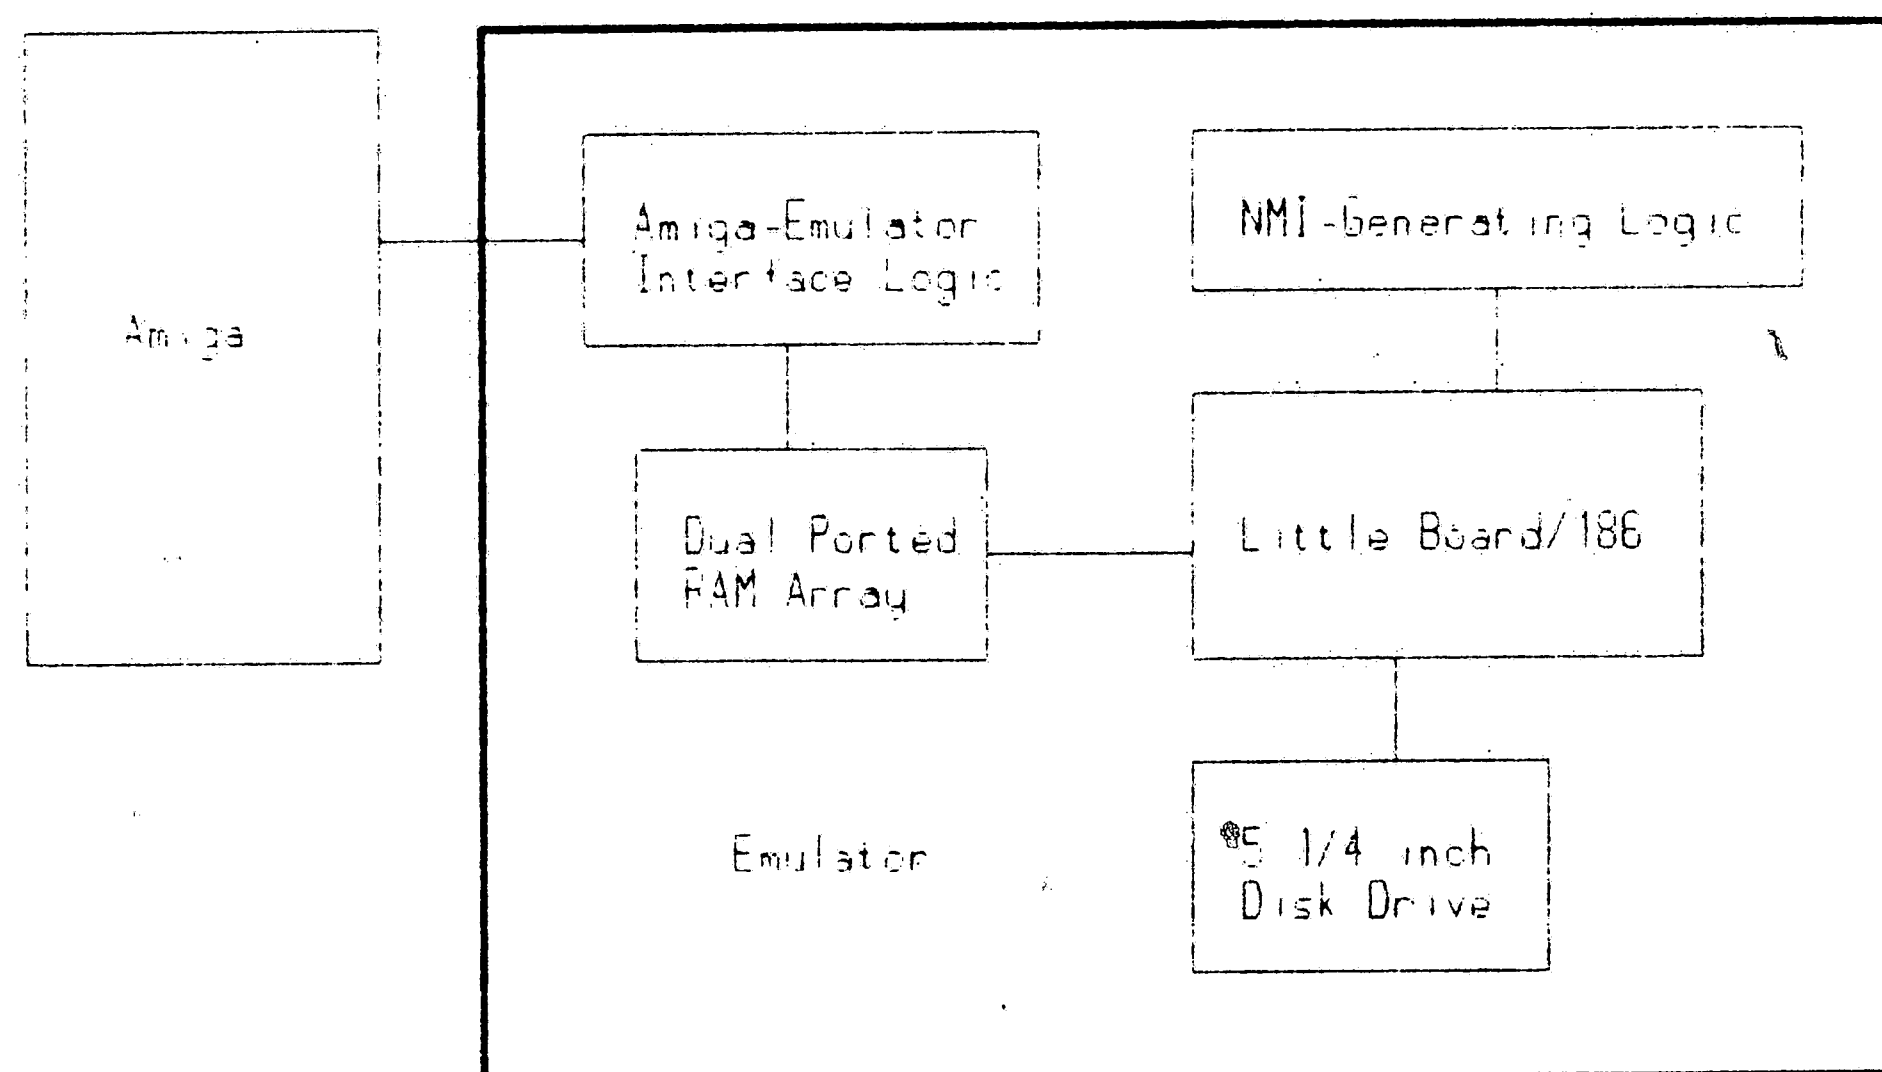 Amiga-Emulator
Interface Logic
NMI-Generating Logic
Amiga
Dual Ported
RAM Array
Little Board/186
Emulator
5 1/4 inch
Disk Drive